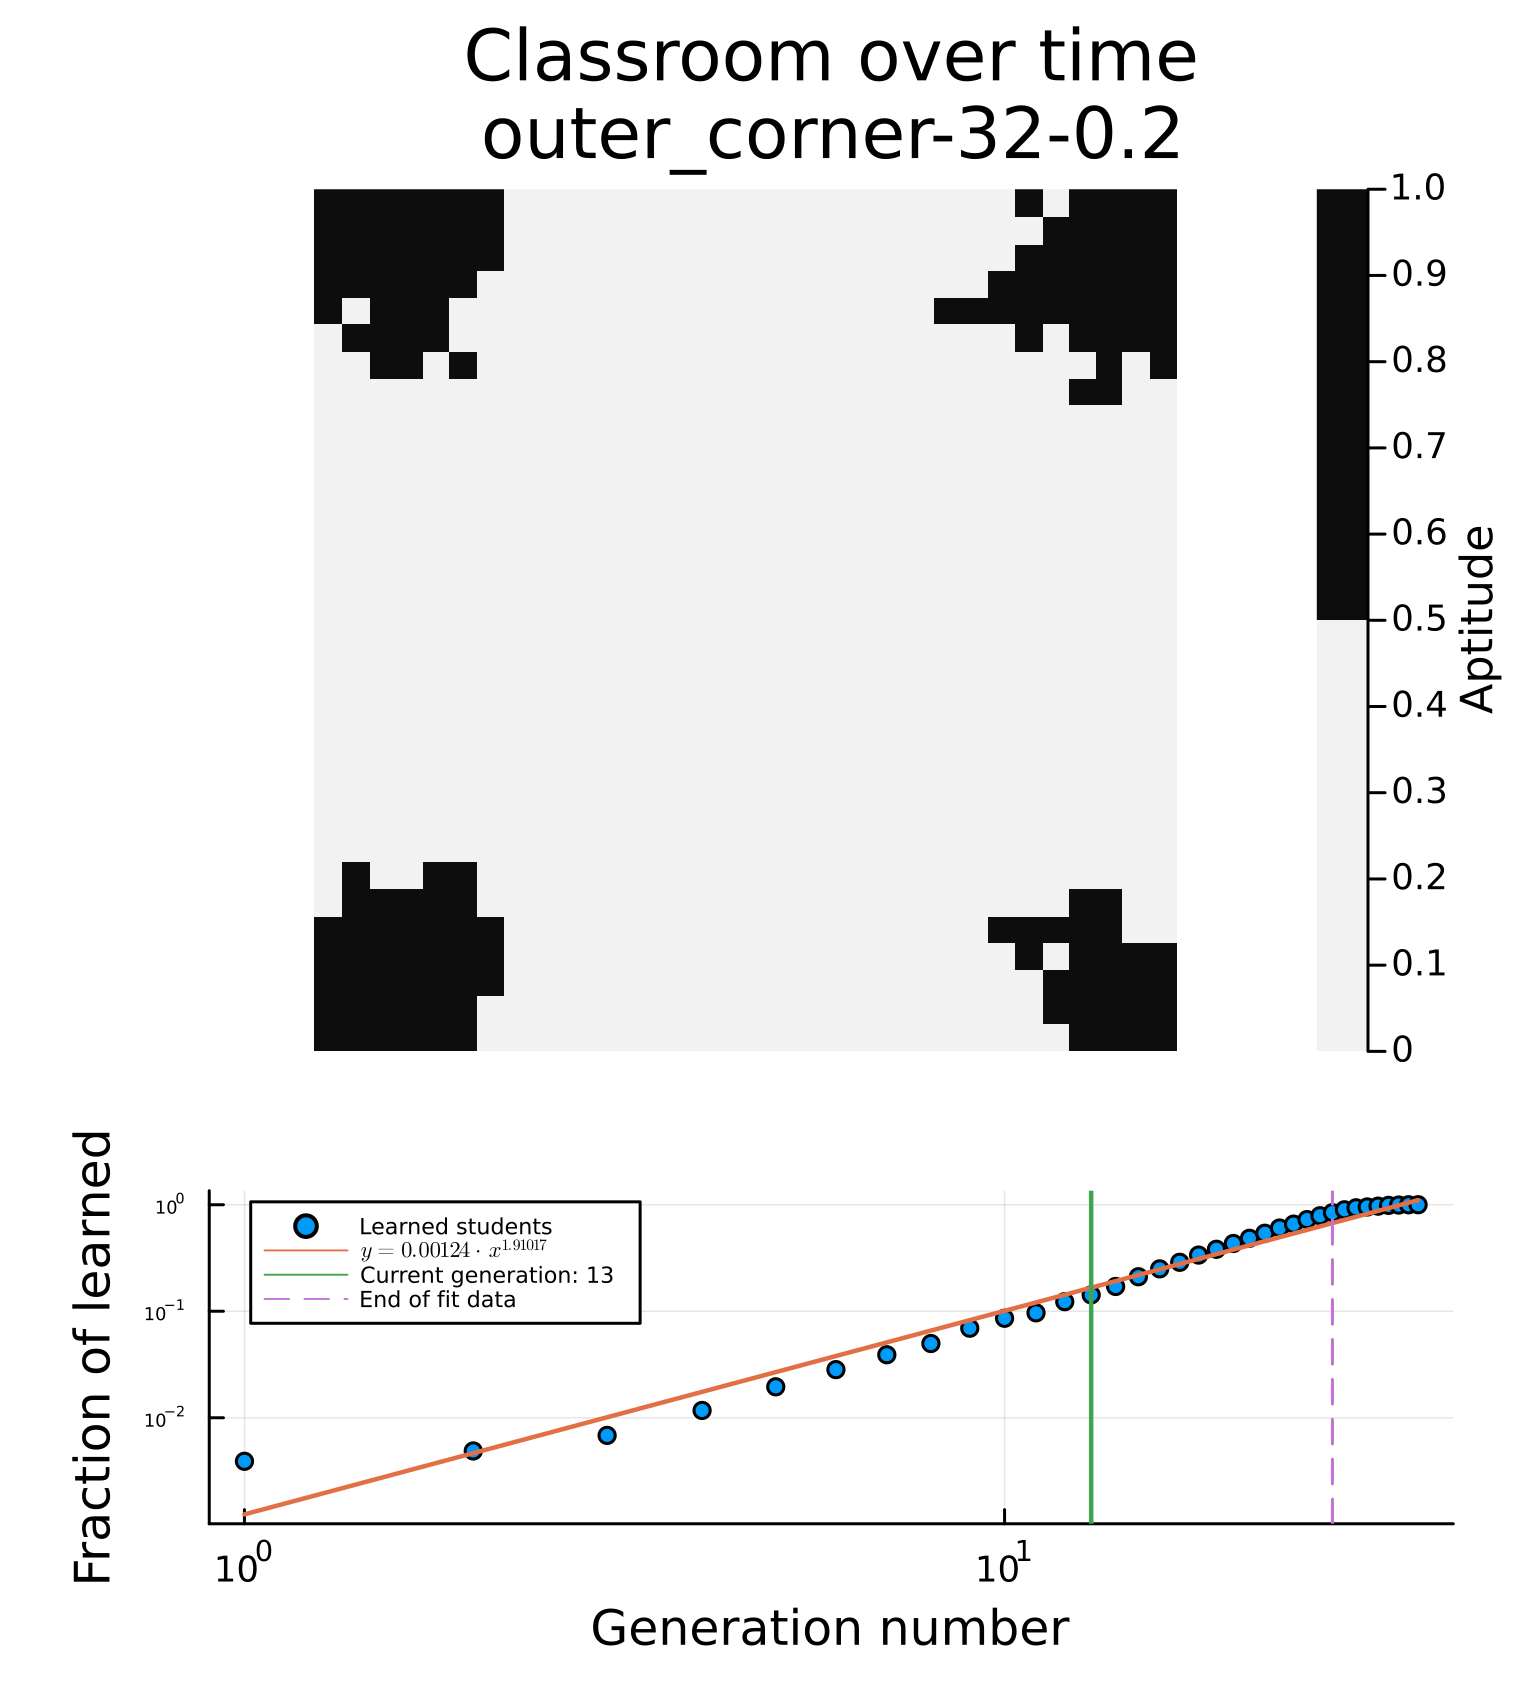 Classroom over time
outer_corner-32-0.2
1.0
0.9
0.8
0.7
0.6
0.5
0.4
0.3
0.2
0.1
0
Aptitude
Fraction of learned
10⁰
10⁻¹
10⁻²
Learned students
y = 0.00124 · x^1.91017
Current generation: 13
End of fit data
10⁰
10¹
Generation number